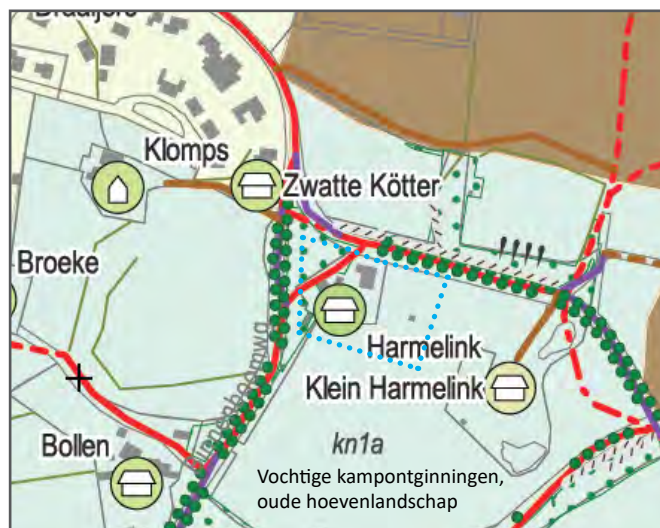 Klomps
Zwatte Kötter
Broeke
Harmelink
Klein Harmelink
Bollen
kn1a
Vochtige kampontginningen,
oude hoevenlandschap